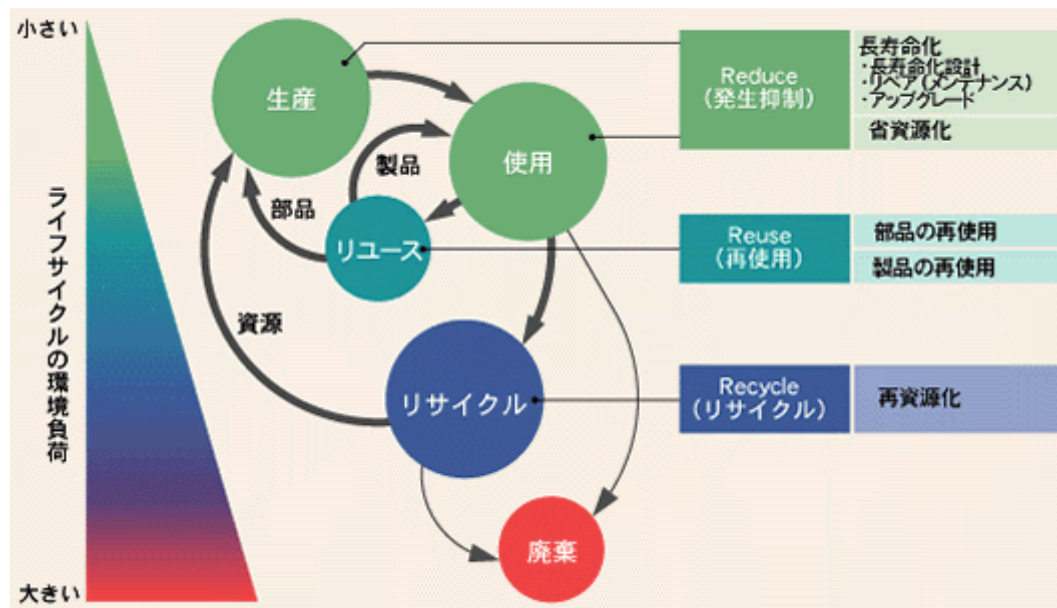 小さい
ライフサイクルの環境負荷
大きい
生産
使用
製品
部品
リユース
資源
リサイクル
廃棄
Reduce
（発生抑制）
長寿命化
・長寿命化設計
・リペア（メンテナンス）
・アップグレード
省資源化
Reuse
（再使用）
部品の再使用
製品の再使用
Recycle
（リサイクル）
再資源化